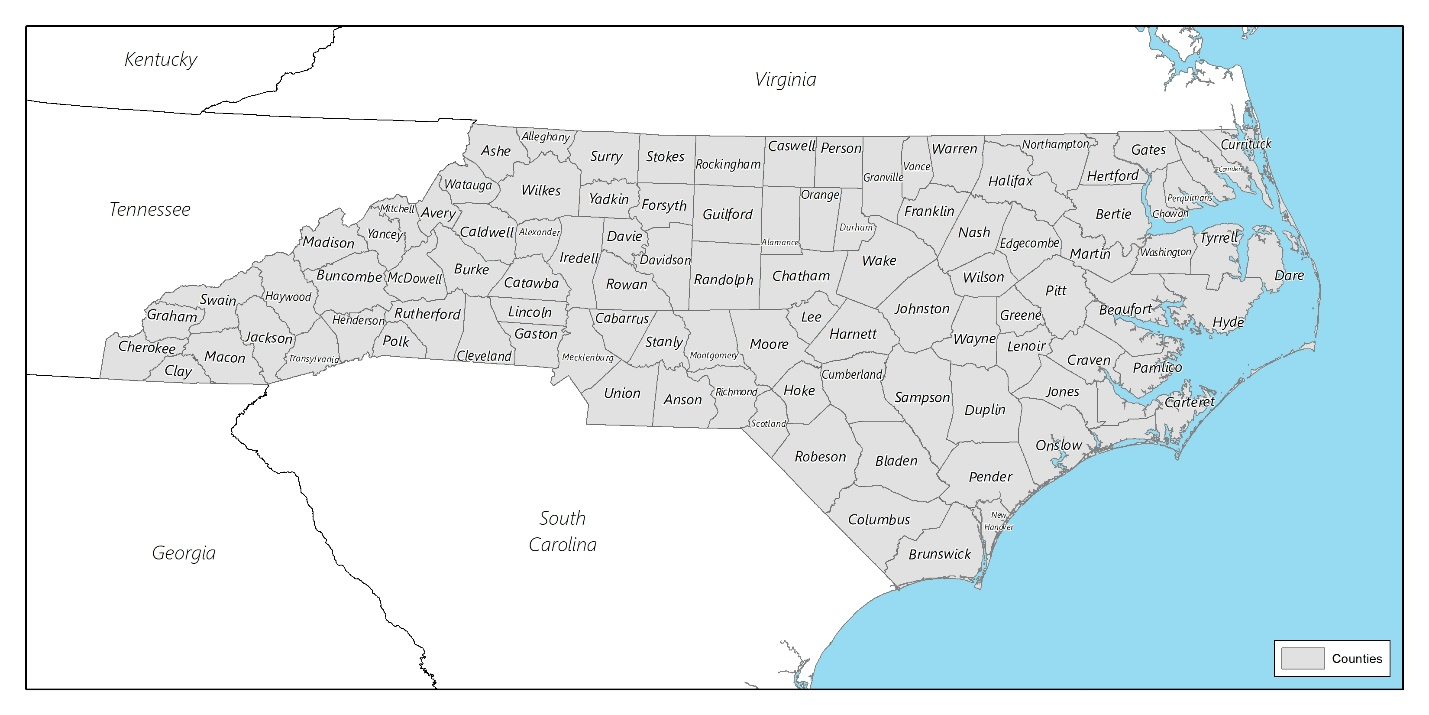 Kentucky
Virginia
Tennessee
Georgia
South
Carolina
Ashe
Alleghany
Surry
Stokes
Rockingham
Caswell
Person
Granville
Vance
Warren
Northampton
Gates
Currituck
Camden
Hertford
Halifax
Watauga
Wilkes
Yadkin
Forsyth
Guilford
Orange
Alamance
Durham
Franklin
Nash
Edgecombe
Bertie
Chowan
Perquimans
Mitchell
Avery
Yancey
Madison
Caldwell
Alexander
Davie
Iredell
Davidson
Wake
Martin
Washington
Tyrrell
Dare
Buncombe
McDowell
Burke
Catawba
Rowan
Randolph
Chatham
Wilson
Pitt
Beaufort
Hyde
Swain
Haywood
Graham
Henderson
Rutherford
Lincoln
Cabarrus
Lee
Harnett
Johnston
Greene
Wayne
Lenoir
Jackson
Cherokee
Macon
Clay
Transylvania
Polk
Cleveland
Gaston
Mecklenburg
Stanly
Montgomery
Moore
Cumberland
Craven
Pamlico
Union
Anson
Richmond
Hoke
Scotland
Sampson
Duplin
Jones
Carteret
Robeson
Bladen
Onslow
Pender
Columbus
New
Hanover
Brunswick
Counties